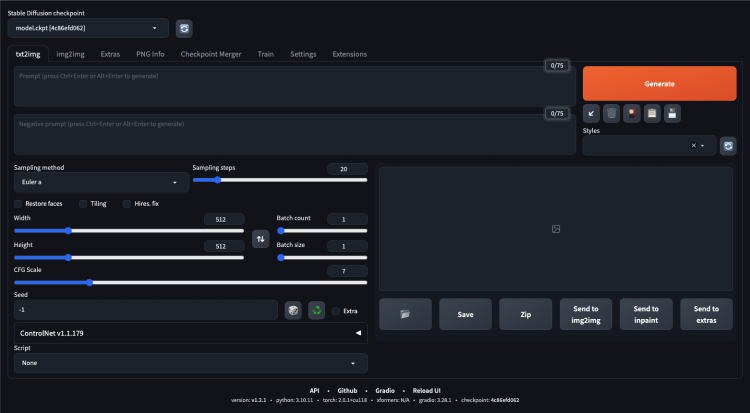 Stable Diffusion checkpoint
model.ckpt [4c86efd062]
txt2img img2img Extras PNG Info Checkpoint Merger Train Settings Extensions
0/75
Prompt (press Ctrl+Enter or Alt+Enter to generate)
Generate
0/75
Negative prompt (press Ctrl+Enter or Alt+Enter to generate)
Styles
Sampling method
Euler a
Sampling steps
20
Restore faces Tiling Hires. fix
Width
512
Batch count
1
Height
512
Batch size
1
CFG Scale
7
Seed
-1
Extra
ControlNet v1.1.179
Script
None
Save
Zip
Send to
img2img
Send to
inpaint
Send to
extras
API • Github • Gradio • Reload UI
version: v1.2.1 • python: 3.10.11 • torch: 2.0.1+cu118 • xformers: N/A • gradio: 3.28.1 • checkpoint: 4c86efd062